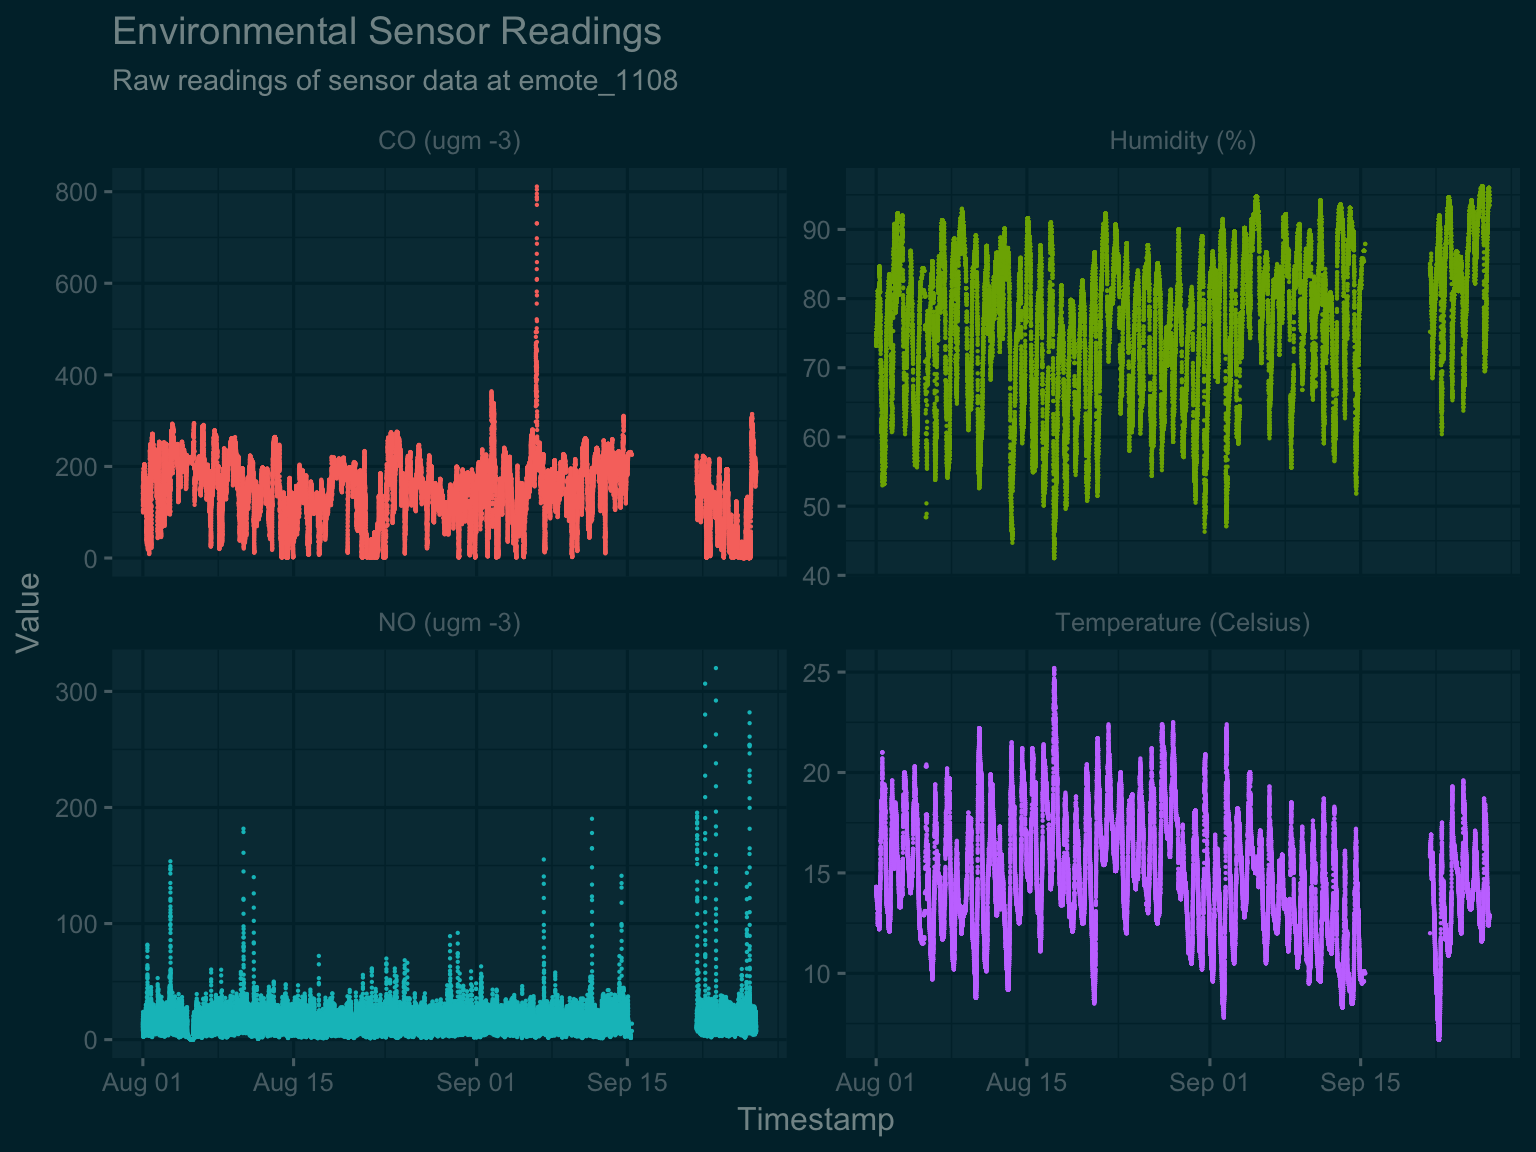 Environmental Sensor Readings
Raw readings of sensor data at emote_1108
CO (ugm -3)
Humidity (%)
800
600
400
200
0
90
80
70
60
50
40
Value
NO (ugm -3)
Temperature (Celsius)
300
200
100
0
25
20
15
10
Aug 01 Aug 15 Sep 01 Sep 15
Aug 01 Aug 15 Sep 01 Sep 15
Timestamp